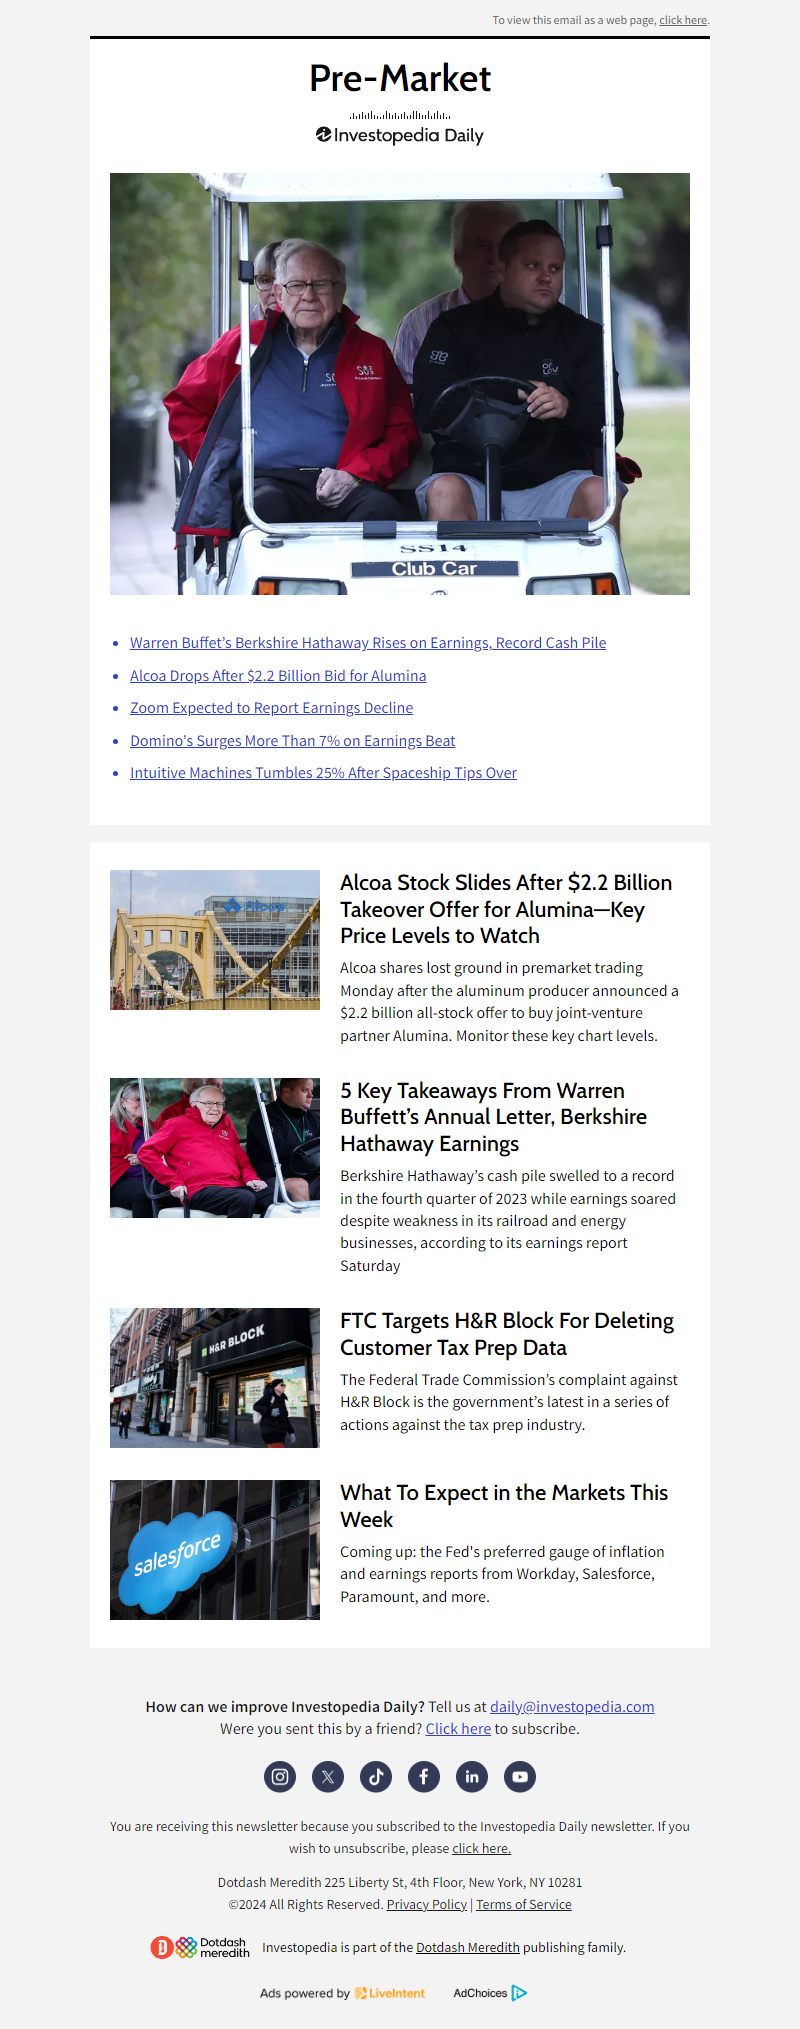 To view this email as a web page, click here.
Pre-Market
Investopedia Daily
SS14
Club Car
Warren Buffet’s Berkshire Hathaway Rises on Earnings, Record Cash Pile
Alcoa Drops After $2.2 Billion Bid for Alumina
Zoom Expected to Report Earnings Decline
Domino's Surges More Than 7% on Earnings Beat
Intuitive Machines Tumbles 25% After Spaceship Tips Over
Alcoa
Alcoa Stock Slides After $2.2 Billion
Takeover Offer for Alumina—Key
Price Levels to Watch
Alcoa shares lost ground in premarket trading
Monday after the aluminum producer announced a
$2.2 billion all-stock offer to buy joint-venture
partner Alumina. Monitor these key chart levels.
5 Key Takeaways From Warren
Buffett’s Annual Letter, Berkshire
Hathaway Earnings
Berkshire Hathaway’s cash pile swelled to a record
in the fourth quarter of 2023 while earnings soared
despite weakness in its railroad and energy
businesses, according to its earnings report
Saturday
H&R BLOCK
FTC Targets H&R Block For Deleting
Customer Tax Prep Data
The Federal Trade Commission’s complaint against
H&R Block is the government’s latest in a series of
actions against the tax prep industry.
salesforce
What To Expect in the Markets This
Week
Coming up: the Fed's preferred gauge of inflation
and earnings reports from Workday, Salesforce,
Paramount, and more.
How can we improve Investopedia Daily? Tell us at daily@investopedia.com
Were you sent this by a friend? Click here to subscribe.
You are receiving this newsletter because you subscribed to the Investopedia Daily newsletter. If you
wish to unsubscribe, please click here.
Dotdash Meredith 225 Liberty St, 4th Floor, New York, NY 10281
©2024 All Rights Reserved. Privacy Policy | Terms of Service
Dotdash
meredith
Investopedia is part of the Dotdash Meredith publishing family.
Ads powered by LiveIntent
AdChoices